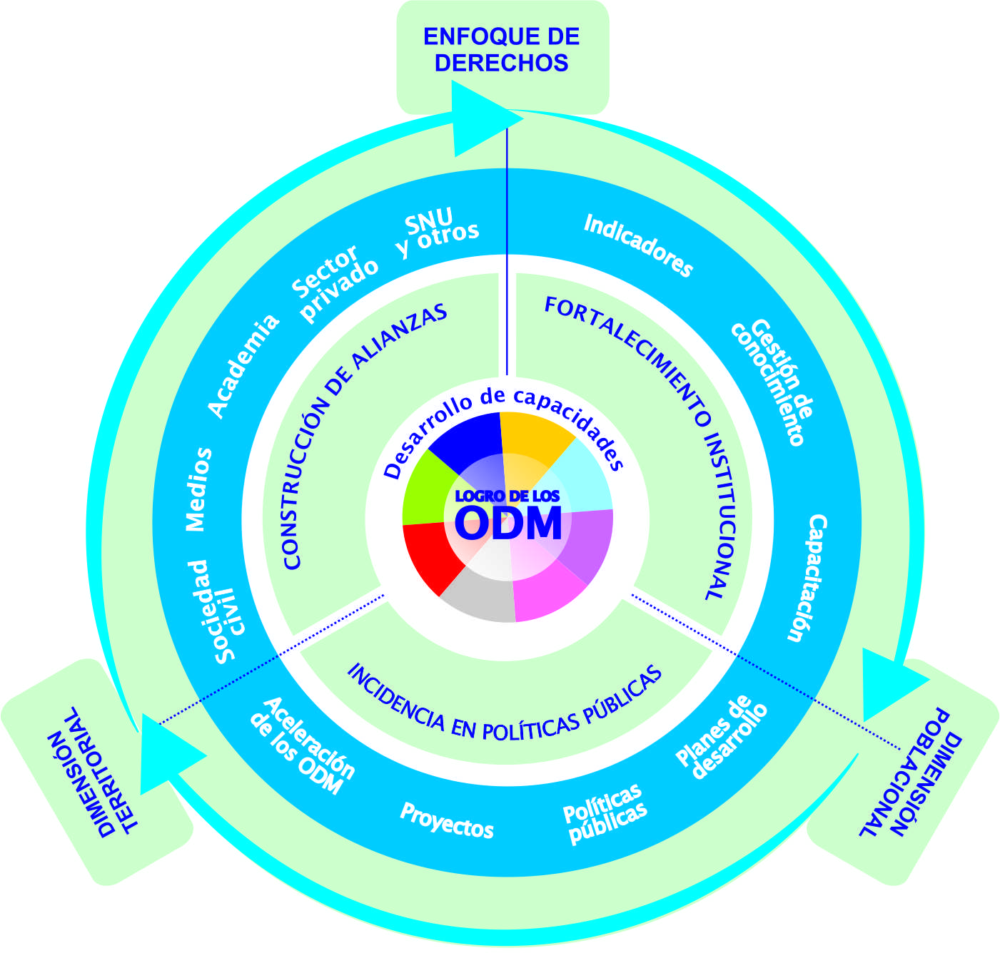 ENFOQUE DE
DERECHOS
SNU
y otros
Sector
privado
Academia
Medios
Sociedad
civil
Indicadores
Gestión de
conocimiento
Capacitación
Planes de
desarrollo
Políticas
públicas
Proyectos
Aceleración
de los ODM
CONSTRUCCIÓN DE ALIANZAS
FORTALECIMIENTO INSTITUCIONAL
INCIDENCIA EN POLÍTICAS PÚBLICAS
Desarrollo de capacidades
LOGRO DE LOS
ODM
DIMENSIÓN
TERRITORIAL
DIMENSIÓN
POBLACIONAL